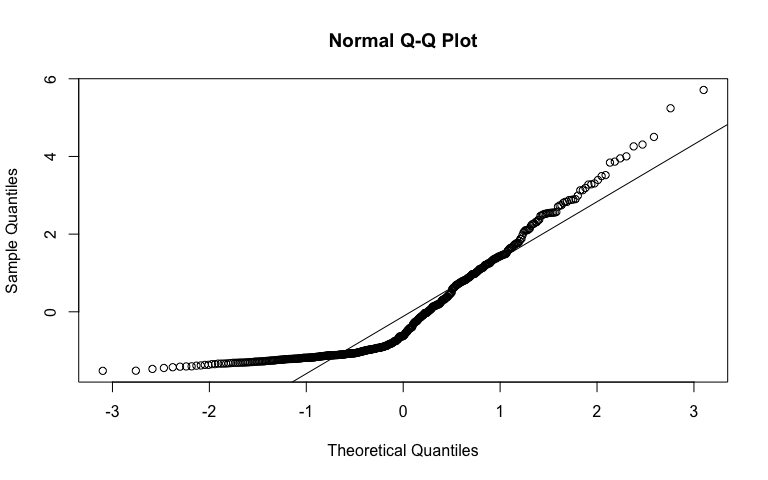 Normal Q-Q Plot
6
4
2
0
Sample Quantiles
-3 -2 -1 0 1 2 3
Theoretical Quantiles